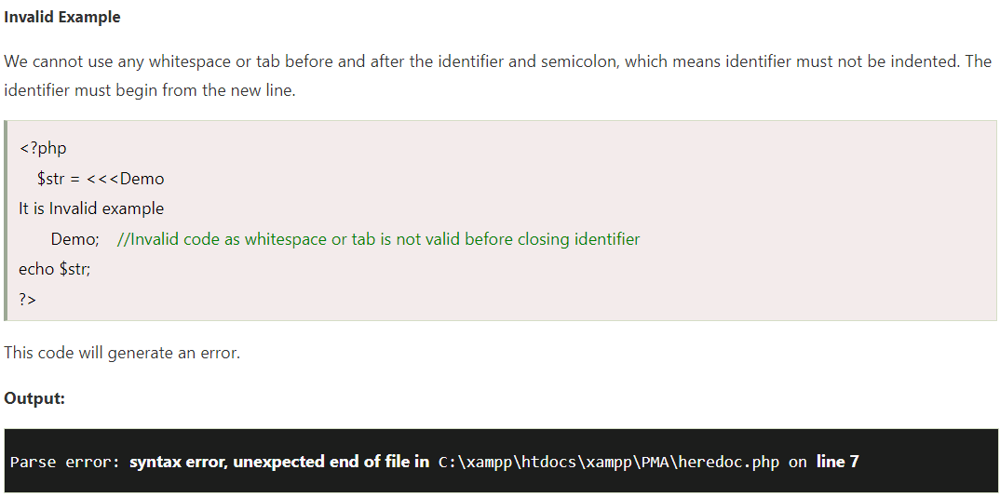 Invalid Example
We cannot use any whitespace or tab before and after the identifier and semicolon, which means identifier must not be indented. The
identifier must begin from the new line.
<?php
$str = <<<Demo
It is Invalid example
Demo; //Invalid code as whitespace or tab is not valid before closing identifier
echo $str;
?>
This code will generate an error.
Output:
Parse error: syntax error, unexpected end of file in C:\xampp\htdocs\xampp\PMA\heredoc.php on line 7